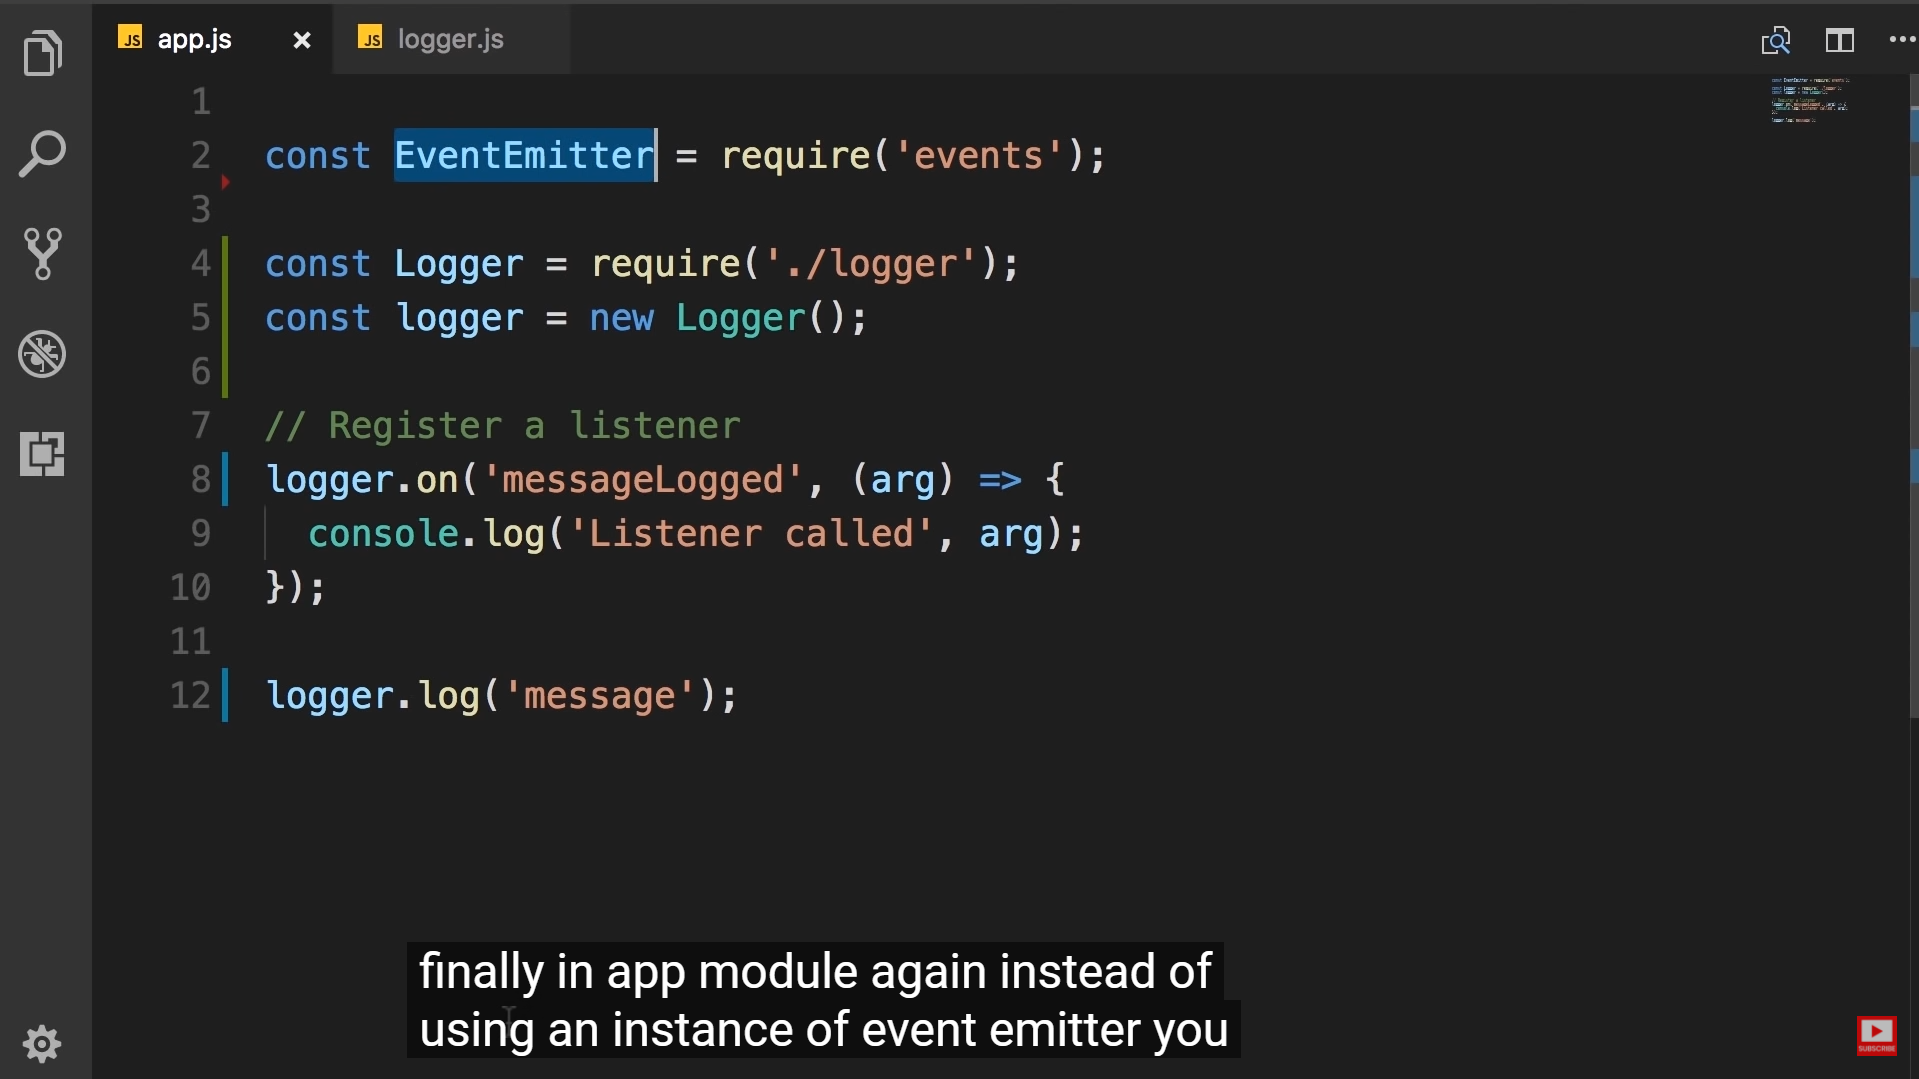 JS app.js × JS logger.js
1
2 const EventEmitter = require('events');
3
4 const Logger = require('./logger');
5 const logger = new Logger();
6
7 // Register a listener
8 logger.on('messageLogged', (arg) => {
9 console.log('Listener called', arg);
10 });
11
12 logger.log('message');
finally in app module again instead of
using an instance of event emitter you
SUBSCRIBE